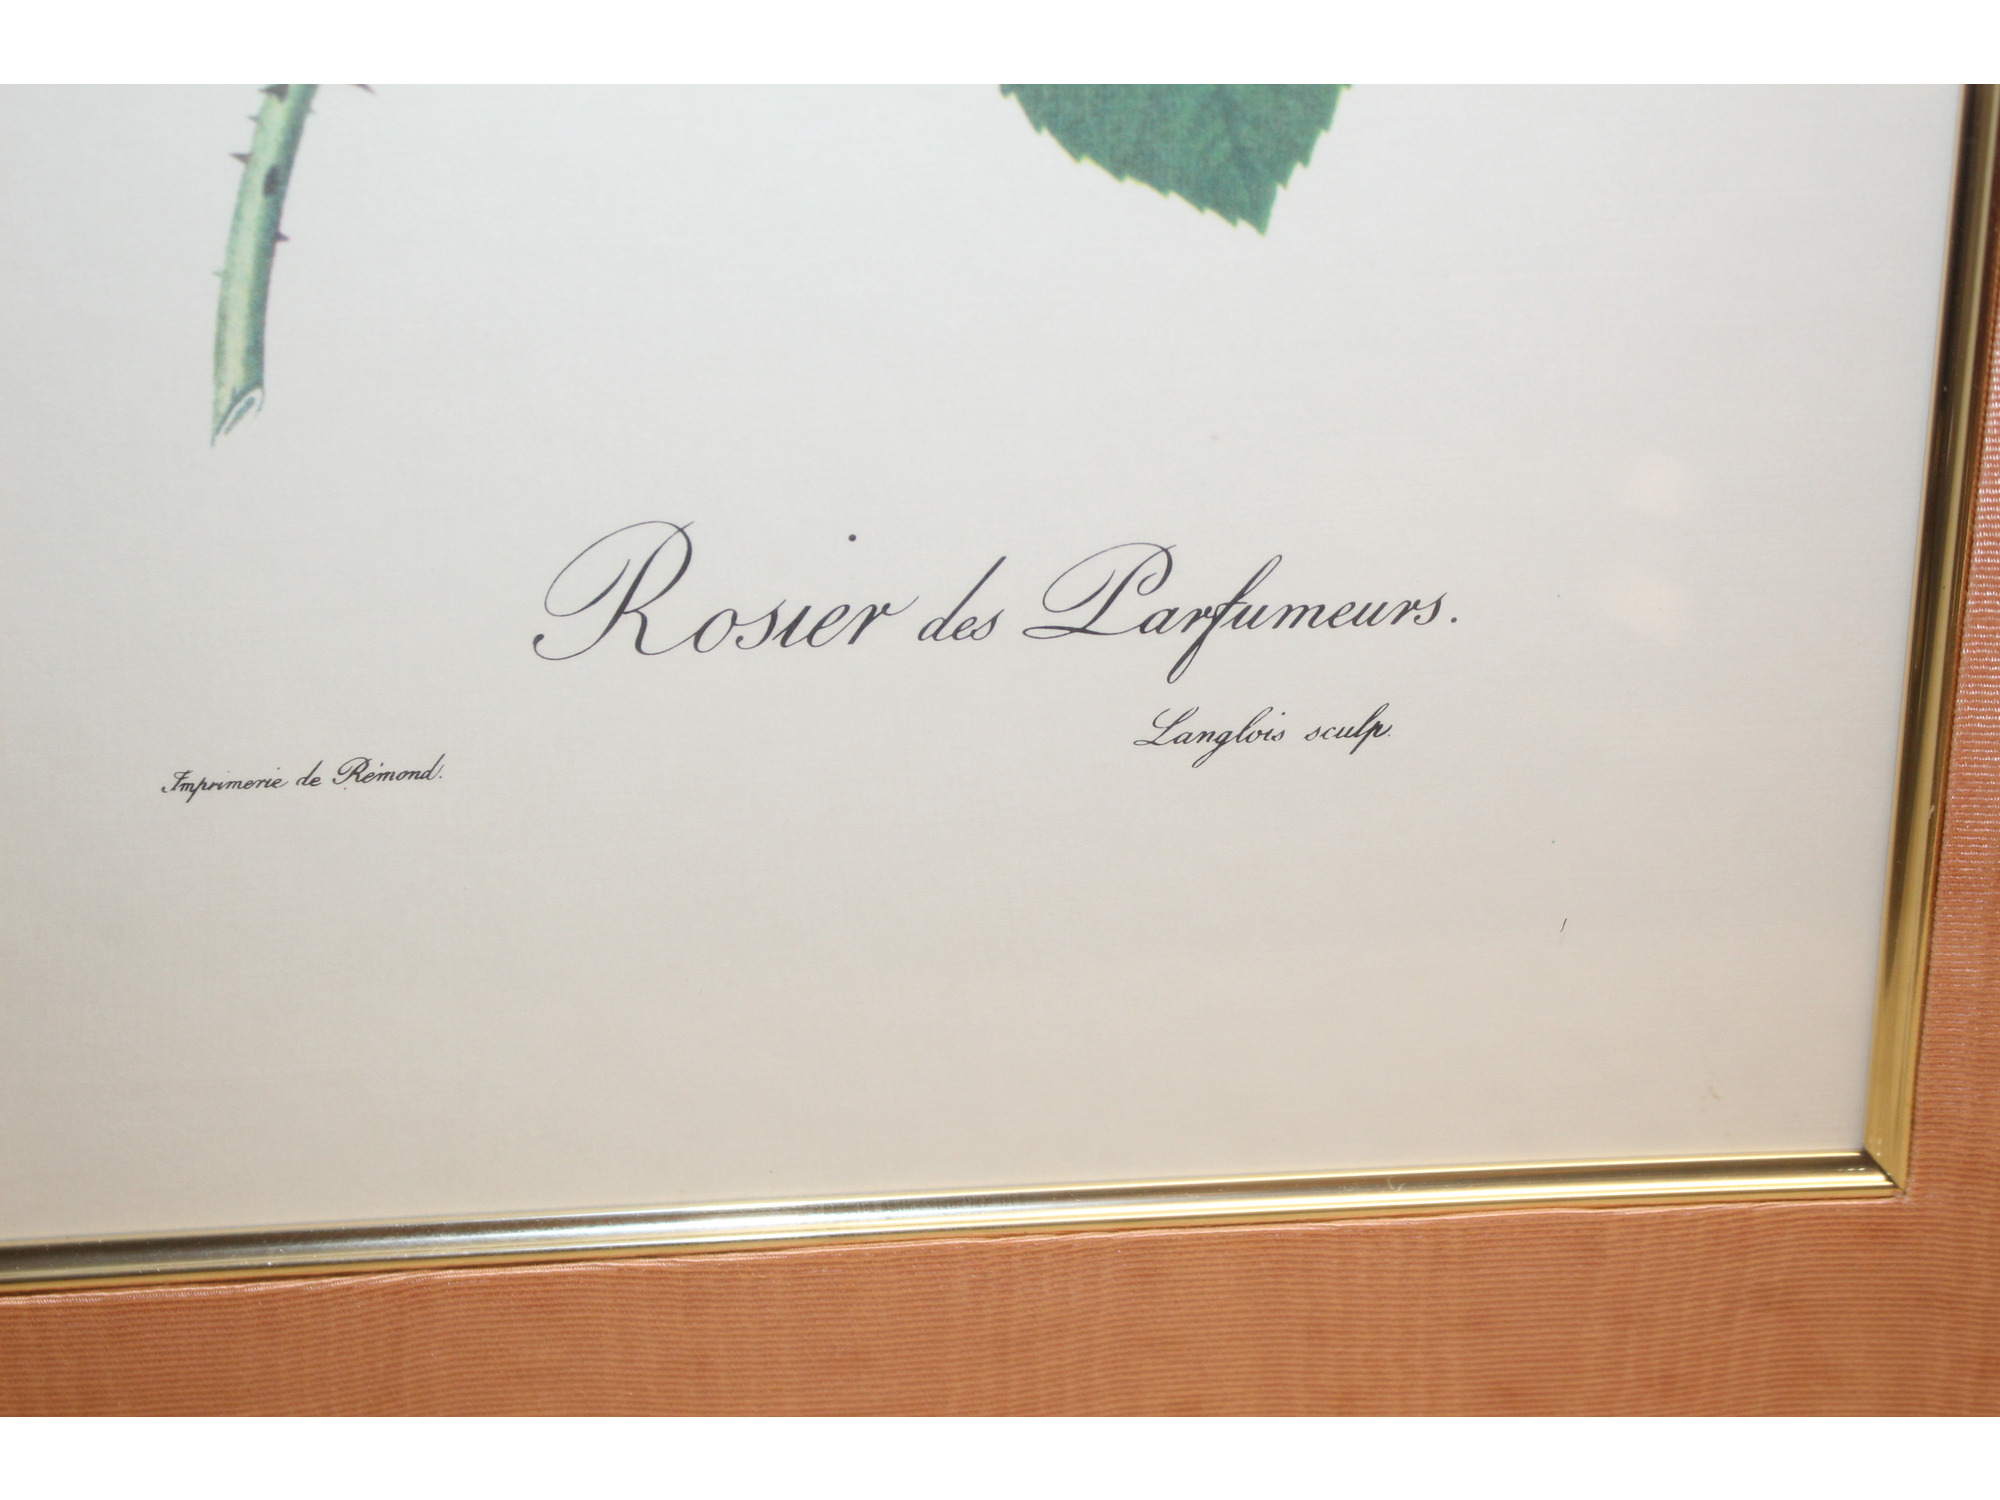 Rosier des Parfumeurs.
Langlois sculp.
Imprimerie de Rémond.